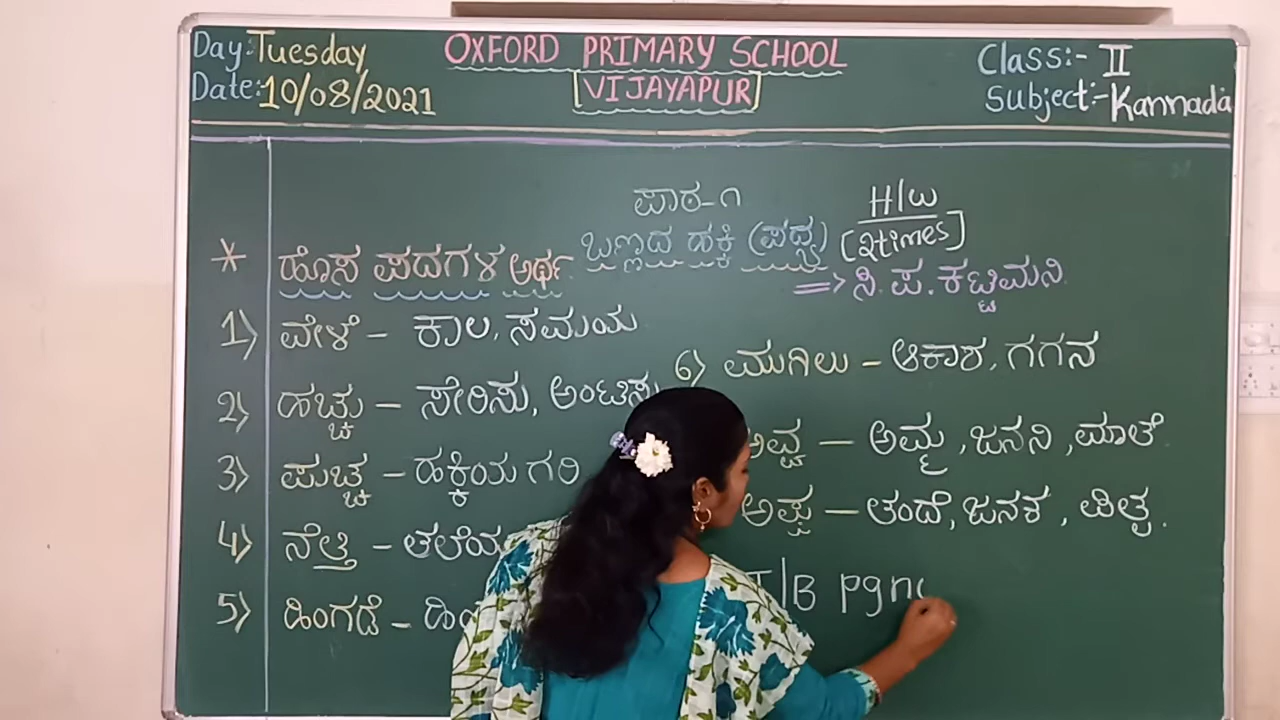 Day:Tuesday
Date:10/08/2021
OXFORD PRIMARY SCHOOL
[VIJAYAPUR]
Class:- II
Subject:-Kannada
ಪಾಠ-೧
H/W
[2times]
ಬಣ್ಣದ ಹಕ್ಕಿ (ಪದ್ಯ)
=> ಸಿ. ಪ. ಕಟ್ಟಿಮನಿ.
* ಹೊಸ ಪದಗಳ ಅರ್ಥ.
1) ವೇಳೆ – ಕಾಲ, ಸಮಯ
2) ಹಚ್ಚು – ಸೇರಿಸು, ಅಂಟಿಸು
3) ಪುಚ್ಚ – ಹಕ್ಕಿಯ ಗರಿ
4) ನೆತ್ತಿ – ತಲೆಯ
5) ಹಿಂಗಡೆ –
6) ಮುಗಿಲು – ಆಕಾಶ, ಗಗನ
ಅವ್ವ – ಅಮ್ಮ, ಜನನಿ, ಮಾತೆ
ಅಪ್ಪ – ತಂದೆ, ಜನಕ, ಪಿತೃ.
T/B pgno